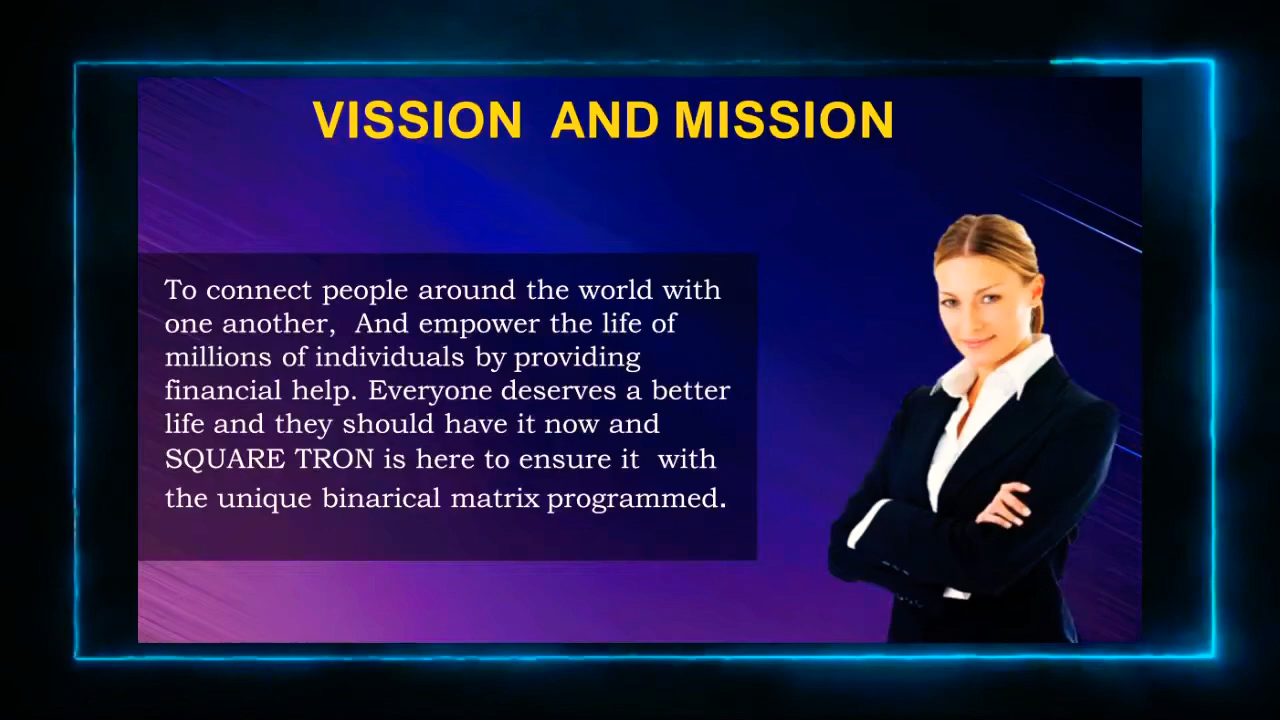 VISSION AND MISSION
To connect people around the world with
one another, And empower the life of
millions of individuals by providing
financial help. Everyone deserves a better
life and they should have it now and
SQUARE TRON is here to ensure it with
the unique binarical matrix programmed.